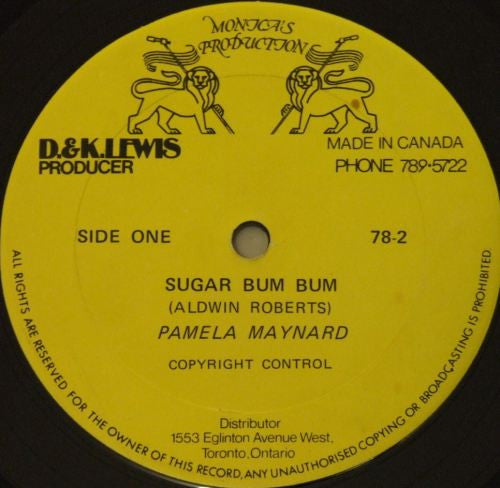 MONICA'S
PRODUCTION
D.&K.LEWIS
PRODUCER
MADE IN CANADA
PHONE 789·5722
SIDE ONE
78-2
SUGAR BUM BUM
(ALDWIN ROBERTS)
PAMELA MAYNARD
COPYRIGHT CONTROL
Distributor
1553 Eglinton Avenue West,
Toronto, Ontario
ALL RIGHTS ARE RESERVED FOR THE OWNER OF THIS RECORD, ANY UNAUTHORISED COPYING OR BROADCASTING IS PROHIBITED